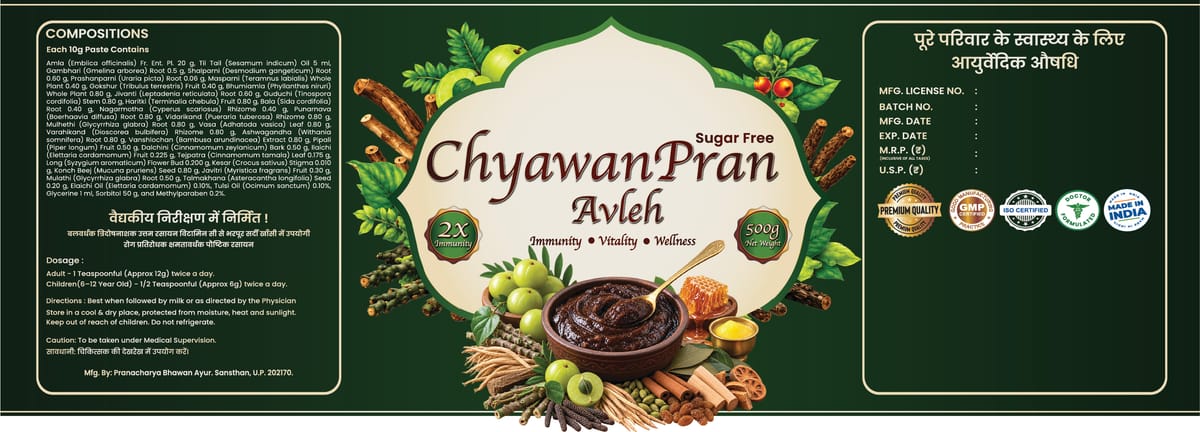 COMPOSITIONS
Each 10g Paste Contains
Amla (Emblica officinalis) Fr. Ent. Pl. 20 g, Til Tail (Sesamum indicum) Oil 5 ml,
Gambhari (Gmelina arborea) Root 0.5 g, Shalparni (Desmodium gangeticum) Root
0.60 g, Prashanparni (Uraria picta) Root 0.06 g, Masparni (Teramnus labialis) Whole
Plant 0.40 g, Gokshur (Tribulus terrestris) Fruit 0.40 g, Bhumiamla (Phyllanthes niruri)
Whole Plant 0.80 g, Jivanti (Leptadenia reticulata) Root 0.60 g, Guduchi (Tinospora
cordifolia) Stem 0.80 g, Haritki (Terminalia chebula) Fruit 0.80 g, Bala (Sida cordifolia)
Root 0.40 g, Nagarmotha (Cyperus scariosus) Rhizome 0.40 g, Punarnava
(Boerhaavia diffusa) Root 0.80 g, Vidarikand (Pueraria tuberosa) Rhizome 0.80 g,
Mulhethi (Glycyrrhiza glabra) Root 0.80 g, Vasa (Adhatoda vasica) Leaf 0.80 g,
Varahikand (Dioscorea bulbifera) Rhizome 0.80 g, Ashwagandha (Withania
somnifera) Root 0.80 g, Vanshlochan (Bambusa arundinacea) Extract 0.80 g, Pipali
(Piper longum) Fruit 0.50 g, Dalchini (Cinnamomum zeylanicum) Bark 0.50 g, Ilaichi
(Elettaria cardamomum) Fruit 0.225 g, Tejpatra (Cinnamomum tamala) Leaf 0.175 g,
Long (Syzygium aromaticum) Flower Bud 0.200 g, Kesar (Crocus sativus) Stigma 0.010
mg, Konch Beej (Mucuna pruriens) Seed 0.80 g, Javitri (Myristica fragrans) Fruit 0.30 g,
Mulathi (Glycyrrhiza glabra) Root 0.50 g, Talmakhana (Asteracantha longifolia) Seed
0.20 g, Elaichi Oil (Elettaria cardamomum) 0.10%, Tulsi Oil (Ocimum sanctum) 0.10%,
Glycerine 1 ml, Sorbitol 50 g, and Methylparaben 0.2%.
वैद्यकीय निरीक्षण में निर्मित !
बलवर्धक त्रिदोषनाशक उत्तम रसायन विटामिन सी से भरपूर सर्दी खाँसी में उपयोगी
रोग प्रतिरोधक क्षमतावर्धक पौष्टिक रसायन
Dosage :
Adult - 1 Teaspoonful (Approx 12g) twice a day.
Children(6–12 Year Old) - 1/2 Teaspoonful (Approx 6g) twice a day.
Directions : Best when followed by milk or as directed by the Physician
Store in a cool & dry place, protected from moisture, heat and sunlight.
Keep out of reach of children. Do not refrigerate.
Caution: To be taken under Medical Supervision.
सावधानी: चिकित्सक की देखरेख में उपयोग करें।
Mfg. By: Pranacharya Bhawan Ayur. Sansthan, U.P. 202170.
Sugar Free
ChyawanPran
Avleh
2X
Immunity
Immunity • Vitality • Wellness
500g
Net Weight
पूरे परिवार के स्वास्थ्य के लिए
आयुर्वेदिक औषधि
MFG. LICENSE NO. :
BATCH NO. :
MFG. DATE :
EXP. DATE :
M.R.P. (₹) :
(INCLUSIVE OF ALL TAXES)
U.S.P. (₹) :
PREMIUM QUALITY
PREMIUM QUALITY
PREMIUM QUALITY
GOOD MANUFACTURING
GMP
CERTIFIED
PRACTICE
ISO CERTIFIED
DOCTOR
FORMULATED
MADE IN INDIA
MADE IN
INDIA